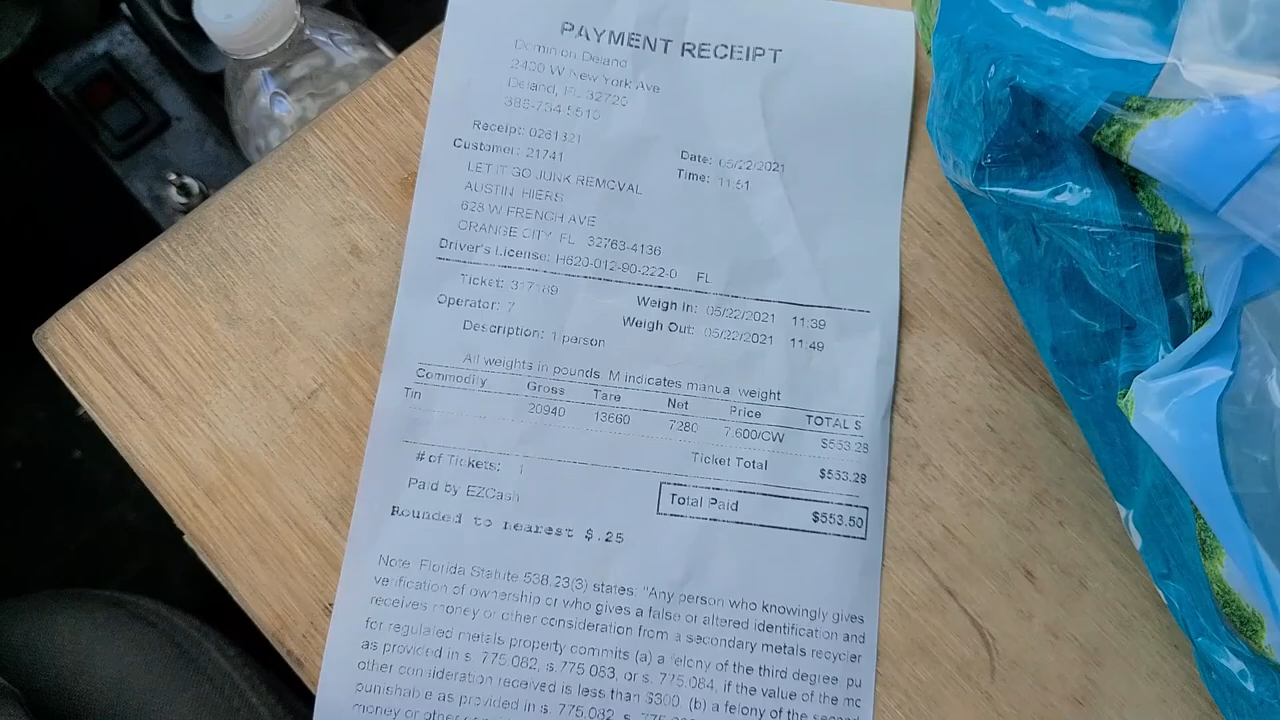 PAYMENT RECEIPT
Dominion Deland
2400 W New York Ave
Deland, FL 32720
386-734-5510
Receipt: 0261321
Customer: 21741
Date: 05/22/2021
Time: 11:51
LET IT GO JUNK REMOVAL
AUSTIN HIERS
628 W FRENCH AVE
ORANGE CITY FL 32763-4136
Driver's License: H620-012-90-222-0 FL
Ticket: 317189 Weigh In: 05/22/2021 11:39
Operator: 7 Weigh Out: 05/22/2021 11:49
Description: 1 person
All weights in pounds. M indicates manual weight
Commodity Gross Tare Net Price TOTAL $
Tin 20940 13660 7280 7.600/CW $553.28
Ticket Total $553.28
# of Tickets: 1
Paid by EZCash Total Paid $553.50
Rounded to nearest $.25
Note: Florida Statute 538.23(3) states: "Any person who knowingly gives
verification of ownership or who gives a false or altered identification and
receives money or other consideration from a secondary metals recycler
for regulated metals property commits (a) a felony of the third degree pu
as provided in s. 775.082, s.775.083, or s. 775.084, if the value of the mo
other consideration received is less than $300. (b) a felony of the second
punishable as provided in s. 775.082, s.
money or other